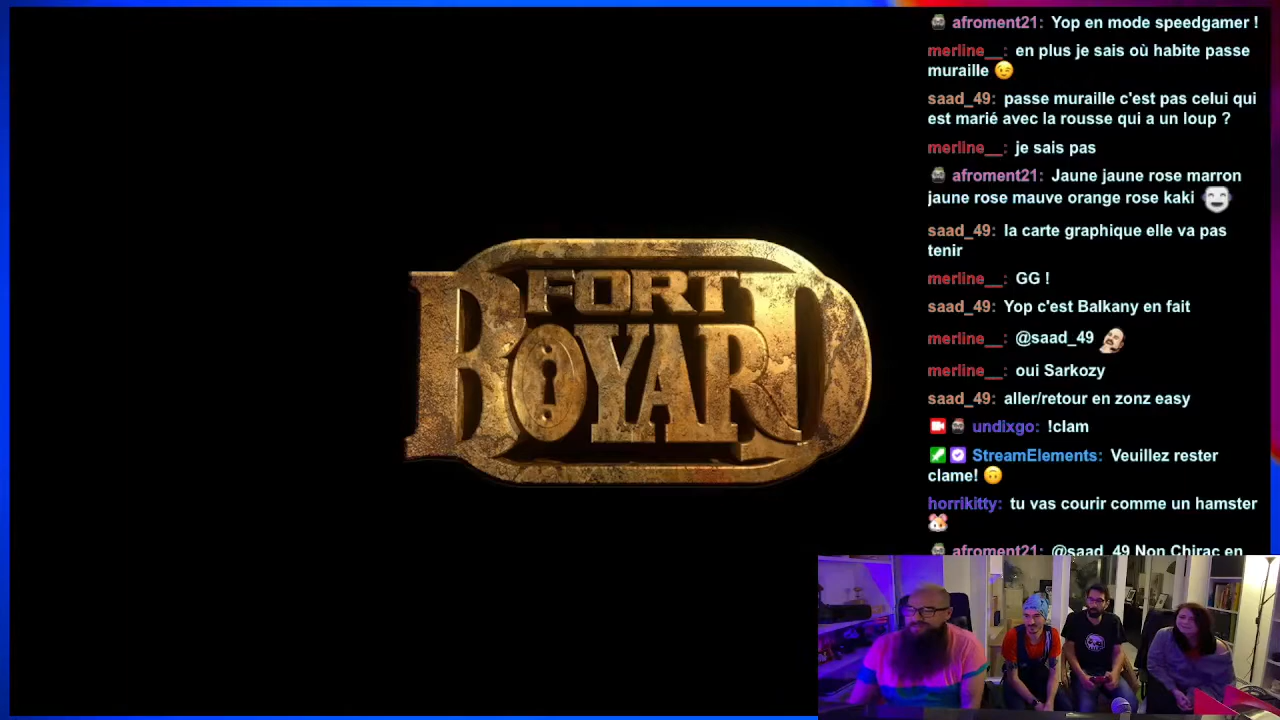 FORT
BOYARD
afroment21: Yop en mode speedgamer !
merline__: en plus je sais où habite passe
muraille
saad_49: passe muraille c'est pas celui qui
est marié avec la rousse qui a un loup ?
merline__: je sais pas
afroment21: Jaune jaune rose marron
jaune rose mauve orange rose kaki
saad_49: la carte graphique elle va pas
tenir
merline__: GG !
saad_49: Yop c'est Balkany en fait
merline__: @saad_49
merline__: oui Sarkozy
saad_49: aller/retour en zonz easy
undixgo: !clam
StreamElements: Veuillez rester
clame!
horrikitty: tu vas courir comme un hamster
afroment21: @saad_49 Non Chirac en